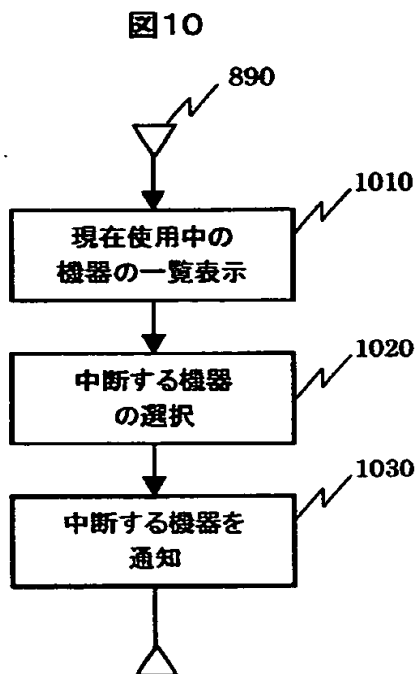 図10
890
1010
現在使用中の
機器の一覧表示
1020
中断する機器
の選択
1030
中断する機器を
通知